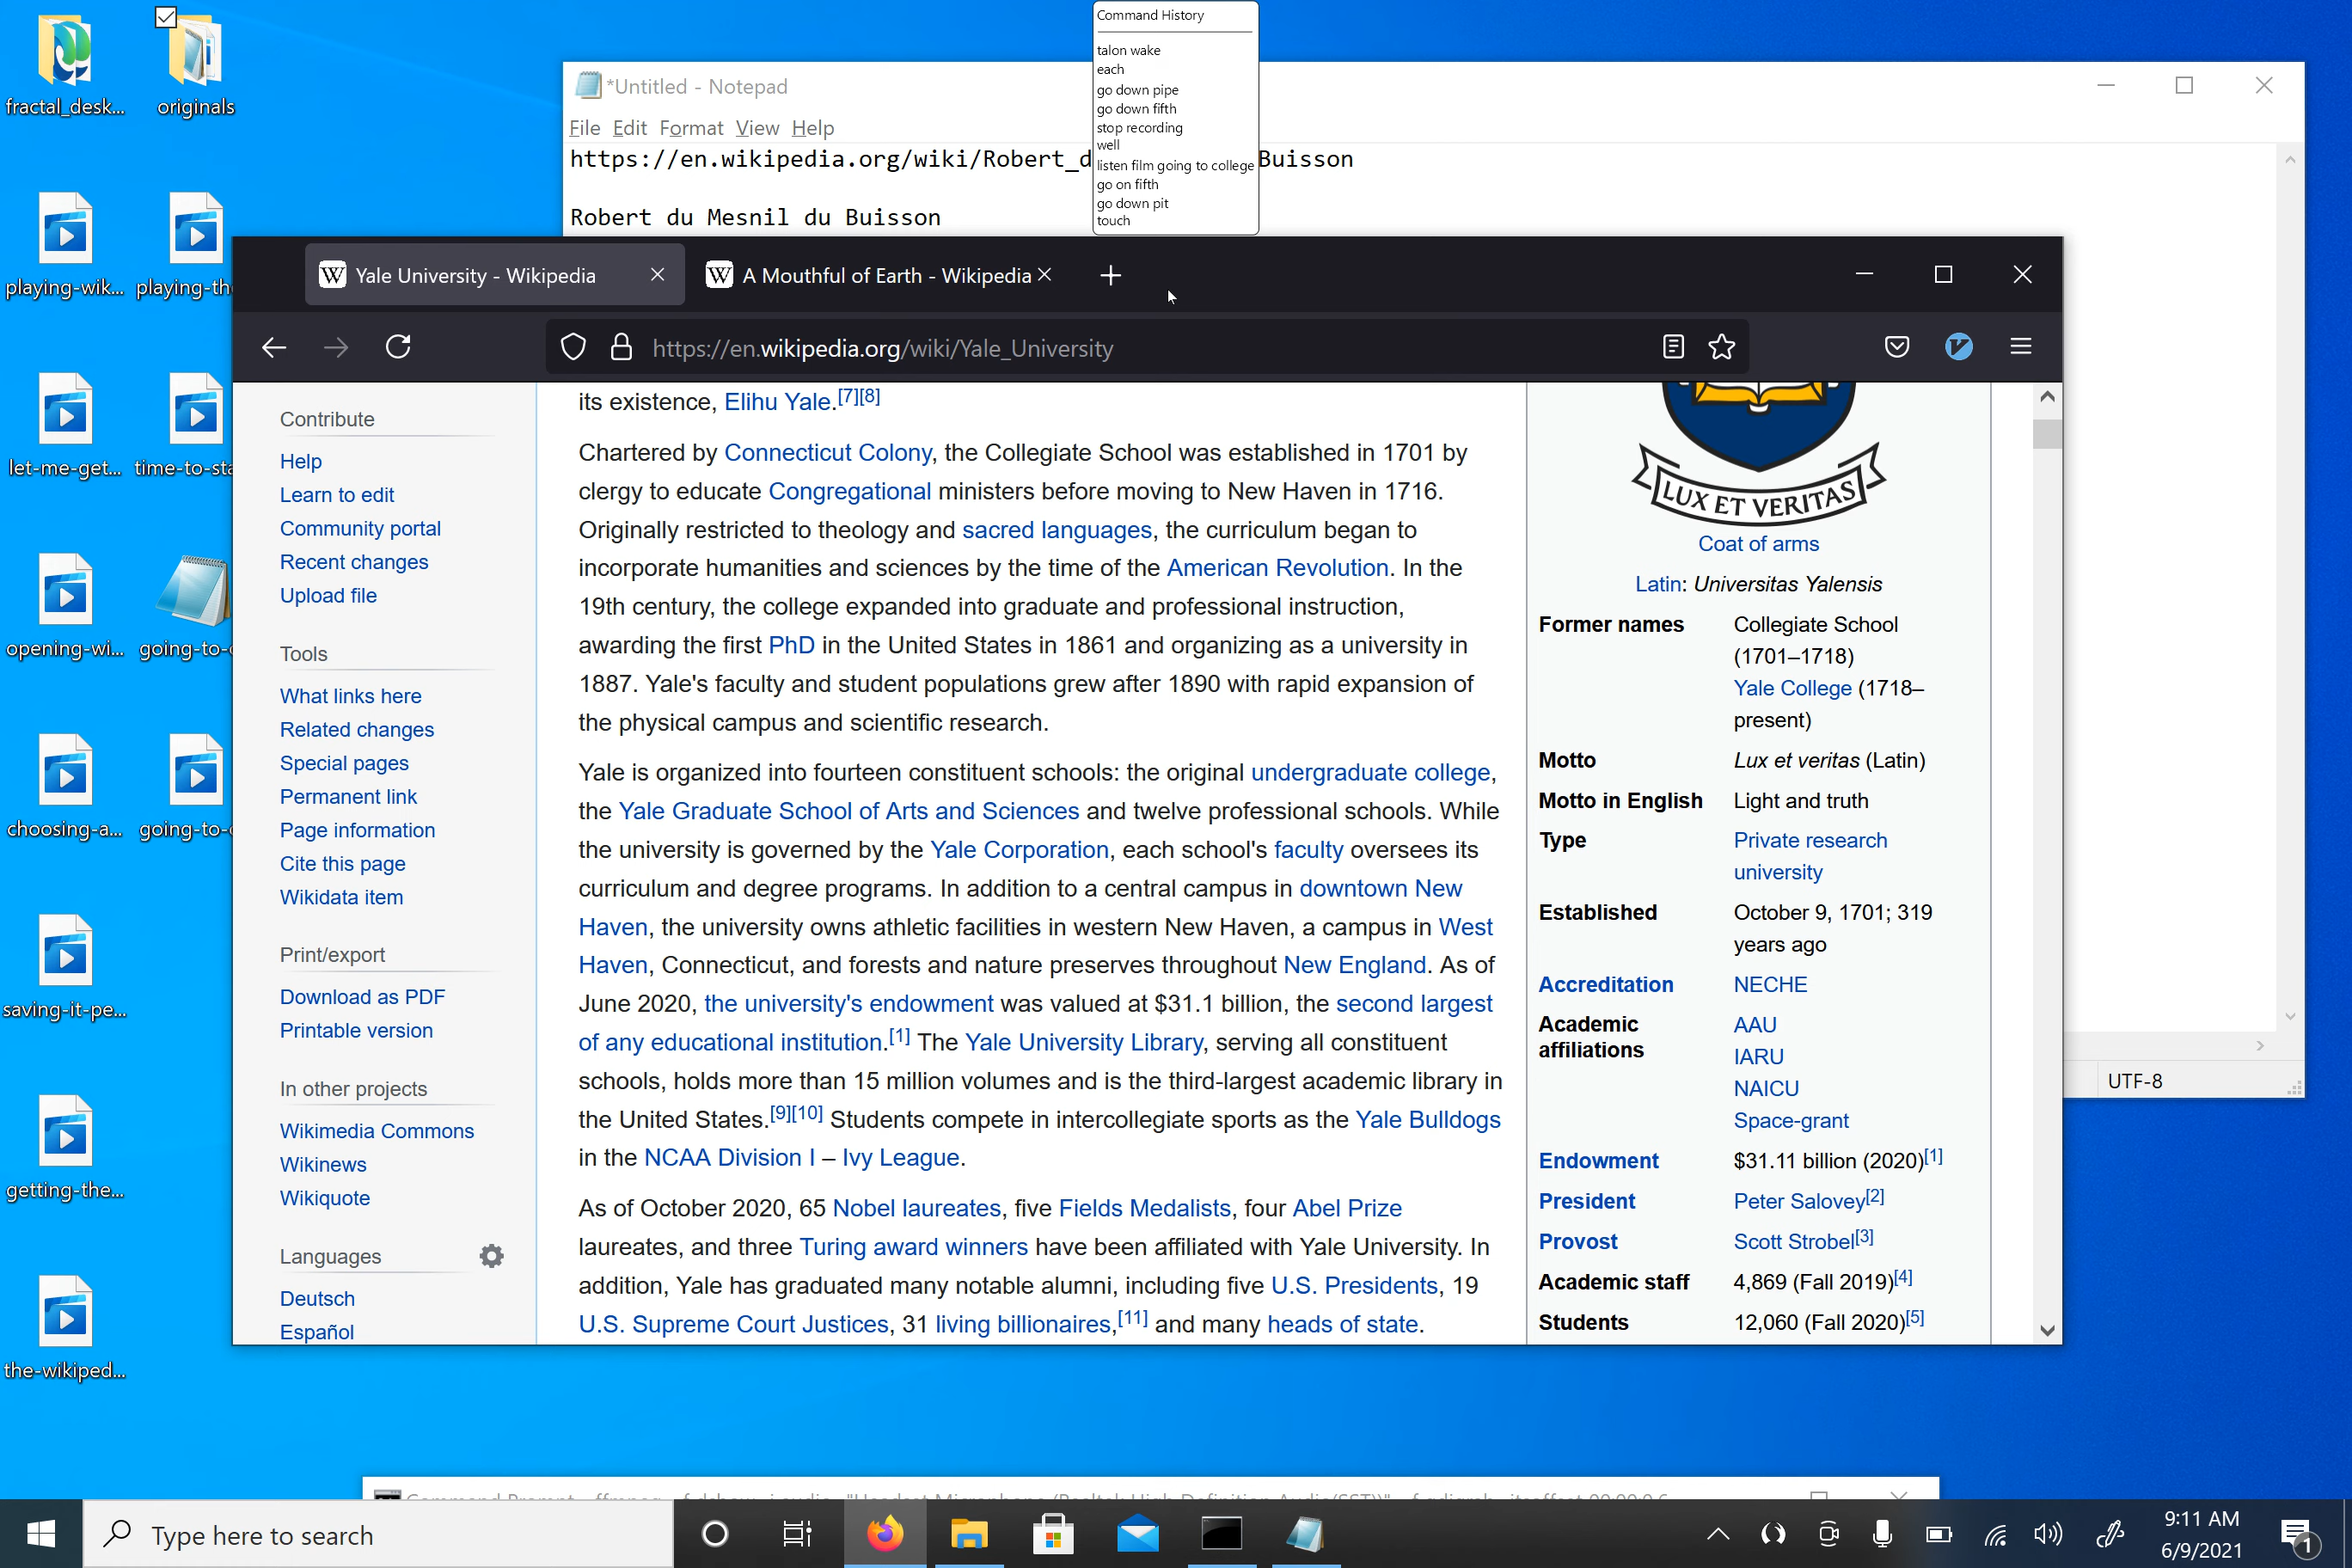 fractal_desk...
originals
playing-wik...
playing-the
let-me-get...
time-to-sta
opening-wi...
going-to-c
choosing-a...
going-to-c
saving-it-pe...
getting-the...
the-wikiped...
Command History
talon wake
each
go down pipe
go down fifth
stop recording
well
listen film going to college
go on fifth
go down pit
touch
*Untitled - Notepad
File Edit Format View Help
https://en.wikipedia.org/wiki/Robert_d Buisson
Robert du Mesnil du Buisson
UTF-8
Yale University - Wikipedia
A Mouthful of Earth - Wikipedia
https://en.wikipedia.org/wiki/Yale_University
Contribute
Help
Learn to edit
Community portal
Recent changes
Upload file
Tools
What links here
Related changes
Special pages
Permanent link
Page information
Cite this page
Wikidata item
Print/export
Download as PDF
Printable version
In other projects
Wikimedia Commons
Wikinews
Wikiquote
Languages
Deutsch
Español
its existence, Elihu Yale.[7][8]
Chartered by Connecticut Colony, the Collegiate School was established in 1701 by
clergy to educate Congregational ministers before moving to New Haven in 1716.
Originally restricted to theology and sacred languages, the curriculum began to
incorporate humanities and sciences by the time of the American Revolution. In the
19th century, the college expanded into graduate and professional instruction,
awarding the first PhD in the United States in 1861 and organizing as a university in
1887. Yale's faculty and student populations grew after 1890 with rapid expansion of
the physical campus and scientific research.
Yale is organized into fourteen constituent schools: the original undergraduate college,
the Yale Graduate School of Arts and Sciences and twelve professional schools. While
the university is governed by the Yale Corporation, each school's faculty oversees its
curriculum and degree programs. In addition to a central campus in downtown New
Haven, the university owns athletic facilities in western New Haven, a campus in West
Haven, Connecticut, and forests and nature preserves throughout New England. As of
June 2020, the university's endowment was valued at $31.1 billion, the second largest
of any educational institution.[1] The Yale University Library, serving all constituent
schools, holds more than 15 million volumes and is the third-largest academic library in
the United States.[9][10] Students compete in intercollegiate sports as the Yale Bulldogs
in the NCAA Division I – Ivy League.
As of October 2020, 65 Nobel laureates, five Fields Medalists, four Abel Prize
laureates, and three Turing award winners have been affiliated with Yale University. In
addition, Yale has graduated many notable alumni, including five U.S. Presidents, 19
U.S. Supreme Court Justices, 31 living billionaires,[11] and many heads of state.
LUX ET VERITAS
Coat of arms
Latin: Universitas Yalensis
Former names Collegiate School
(1701–1718)
Yale College (1718–
present)
Motto Lux et veritas (Latin)
Motto in English Light and truth
Type Private research
university
Established October 9, 1701; 319
years ago
Accreditation NECHE
Academic AAU
affiliations IARU
NAICU
Space-grant
Endowment $31.11 billion (2020)[1]
President Peter Salovey[2]
Provost Scott Strobel[3]
Academic staff 4,869 (Fall 2019)[4]
Students 12,060 (Fall 2020)[5]
Type here to search
9:11 AM
6/9/2021
1